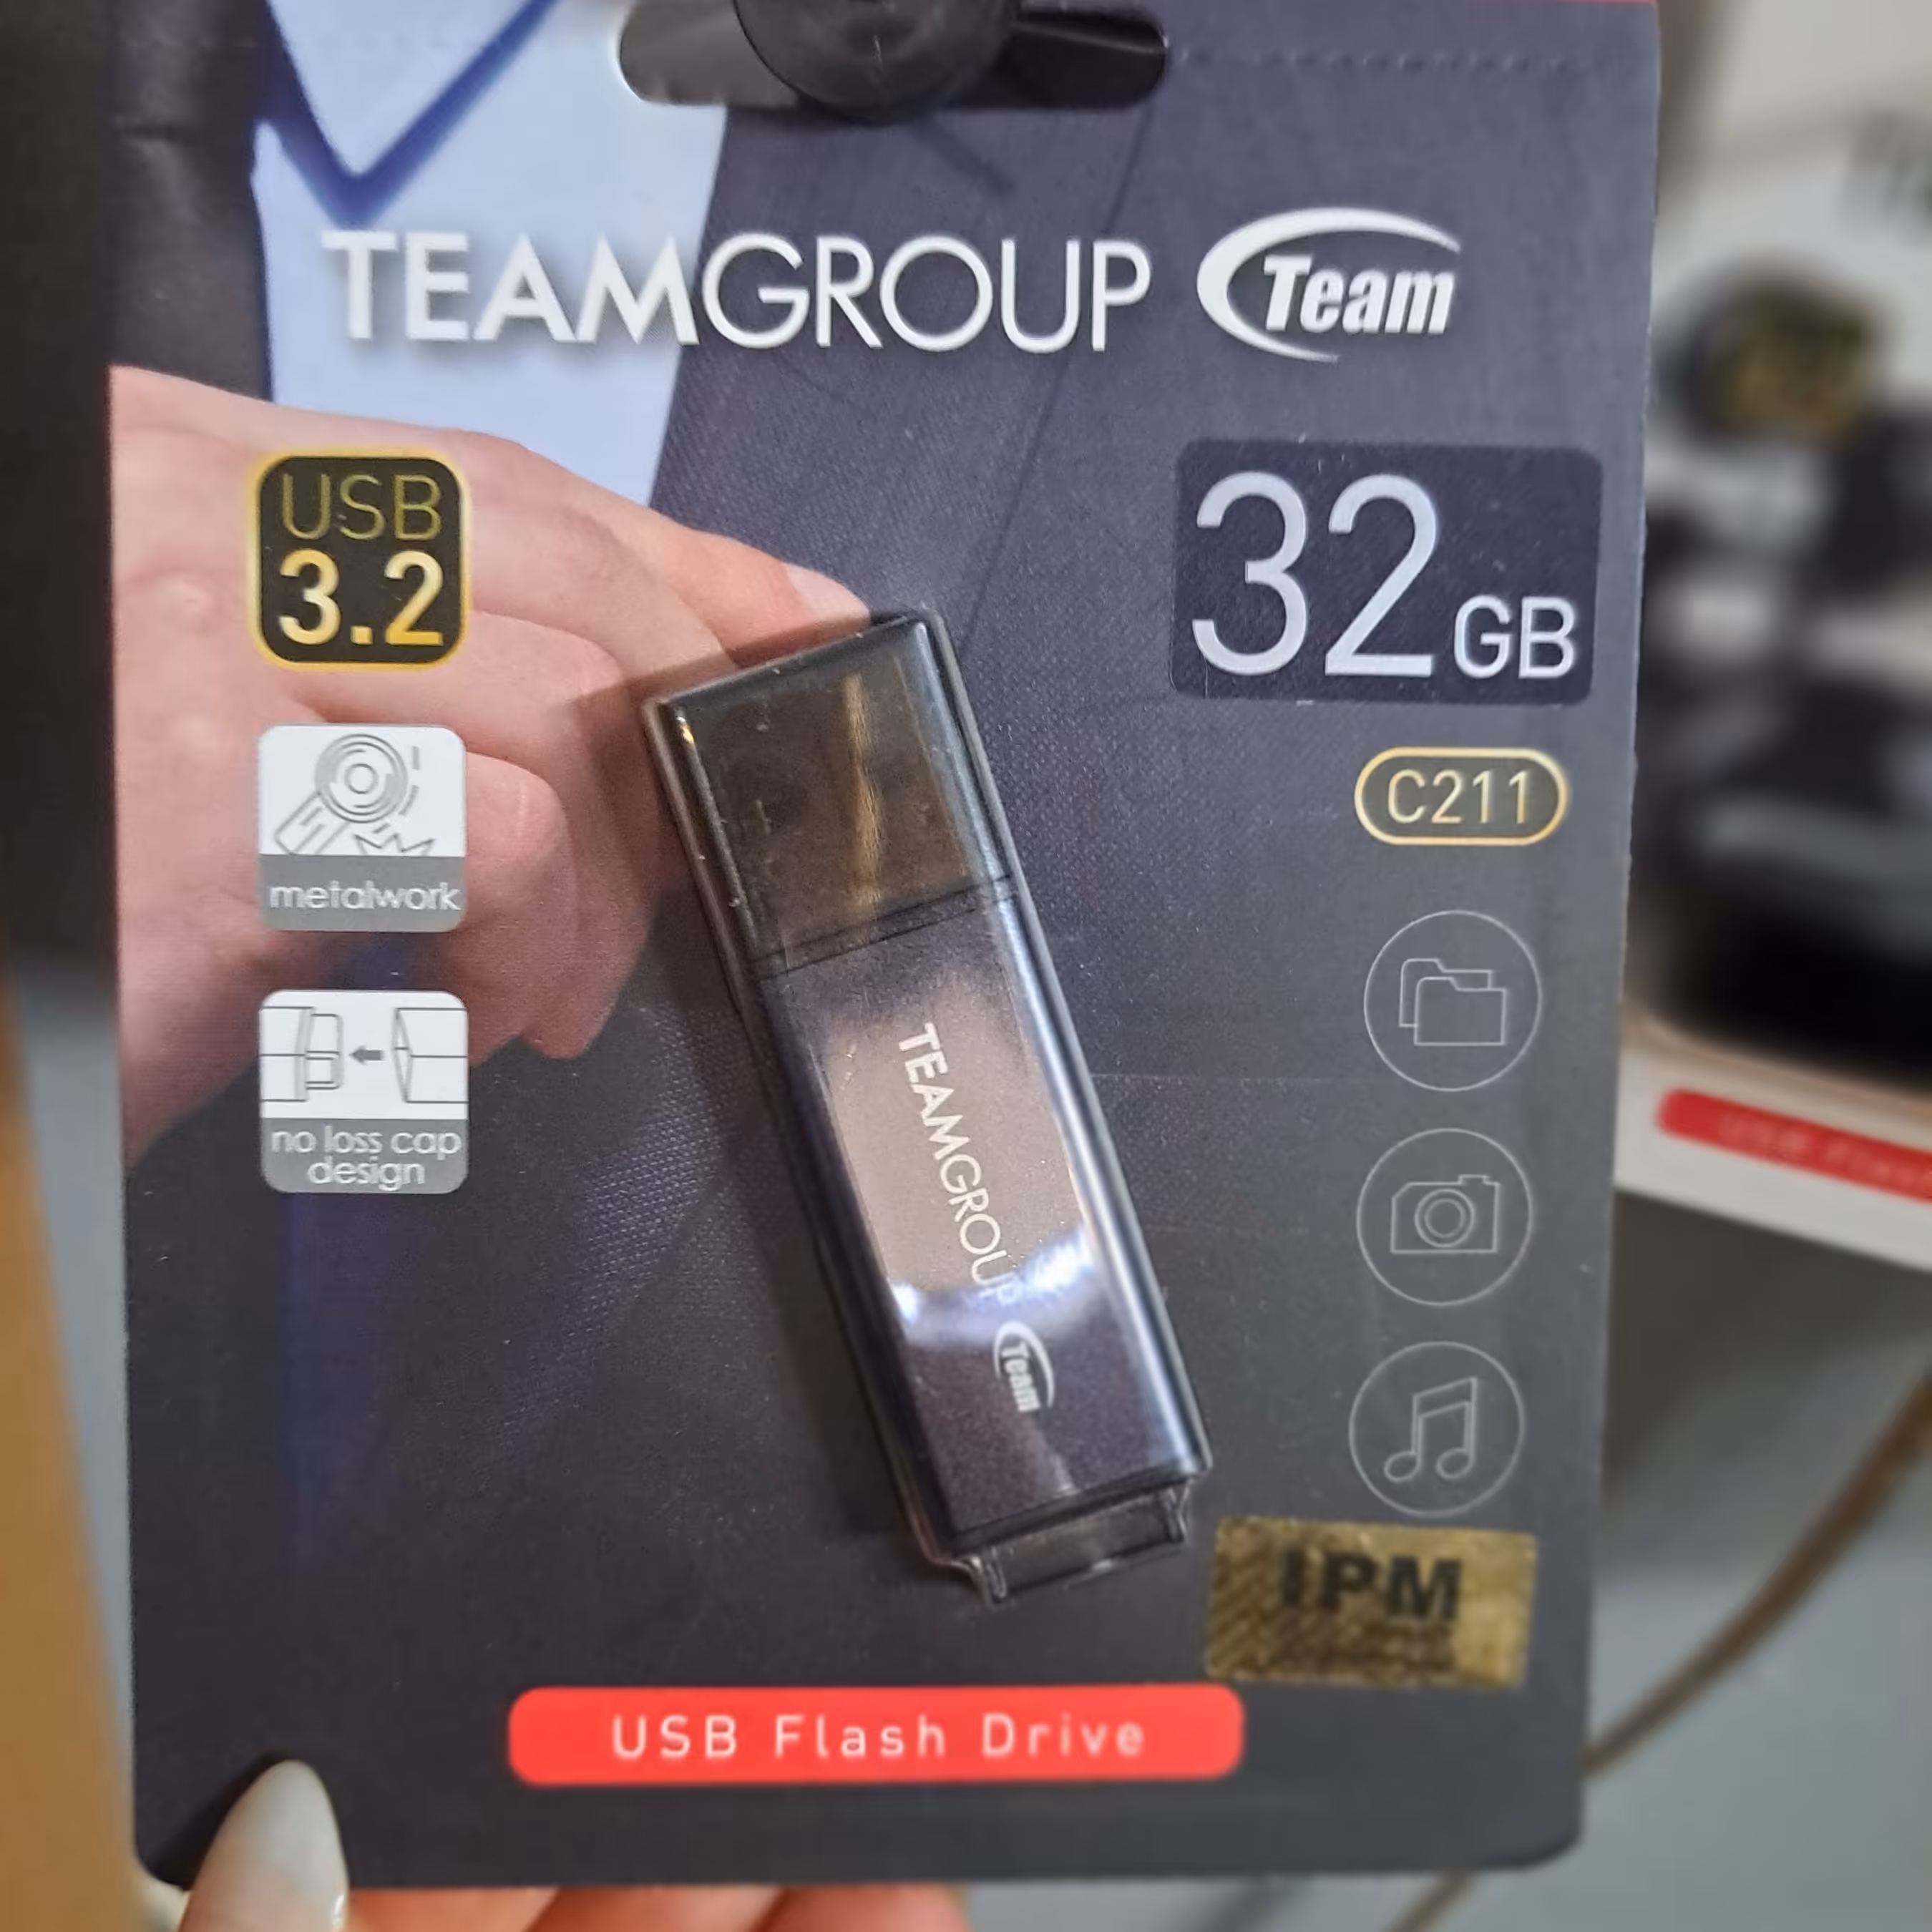 TEAMGROUP Team
USB
3.2
32GB
metalwork
C211
no loss cap
design
TEAMGROUP
Team
IPM
USB Flash Drive